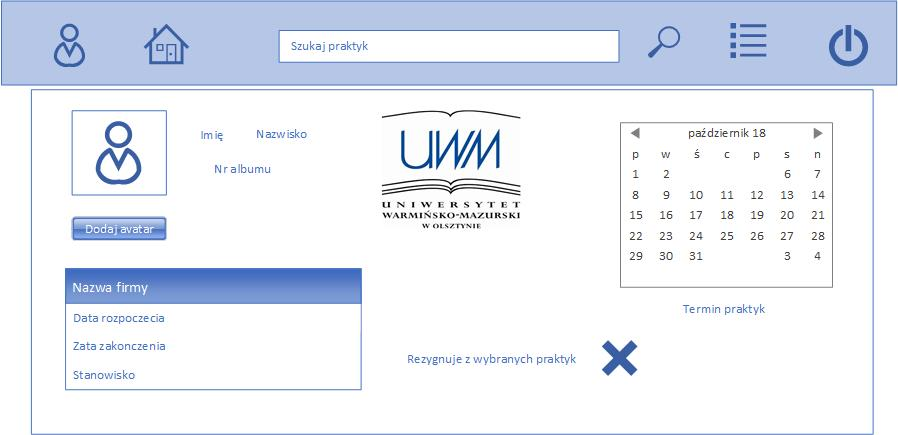 Szukaj praktyk
Imię Nazwisko
Nr albumu
Dodaj avatar
UWM
UNIWERSYTET
WARMIŃSKO-MAZURSKI
W OLSZTYNIE
październik 18
p w ś c p s n
1 2 6 7
8 9 10 11 12 13 14
15 16 17 18 19 20 21
22 23 24 25 26 27 28
29 30 31 3 4
Termin praktyk
Nazwa firmy
Data rozpoczecia
Zata zakonczenia
Stanowisko
Rezygnuje z wybranych praktyk